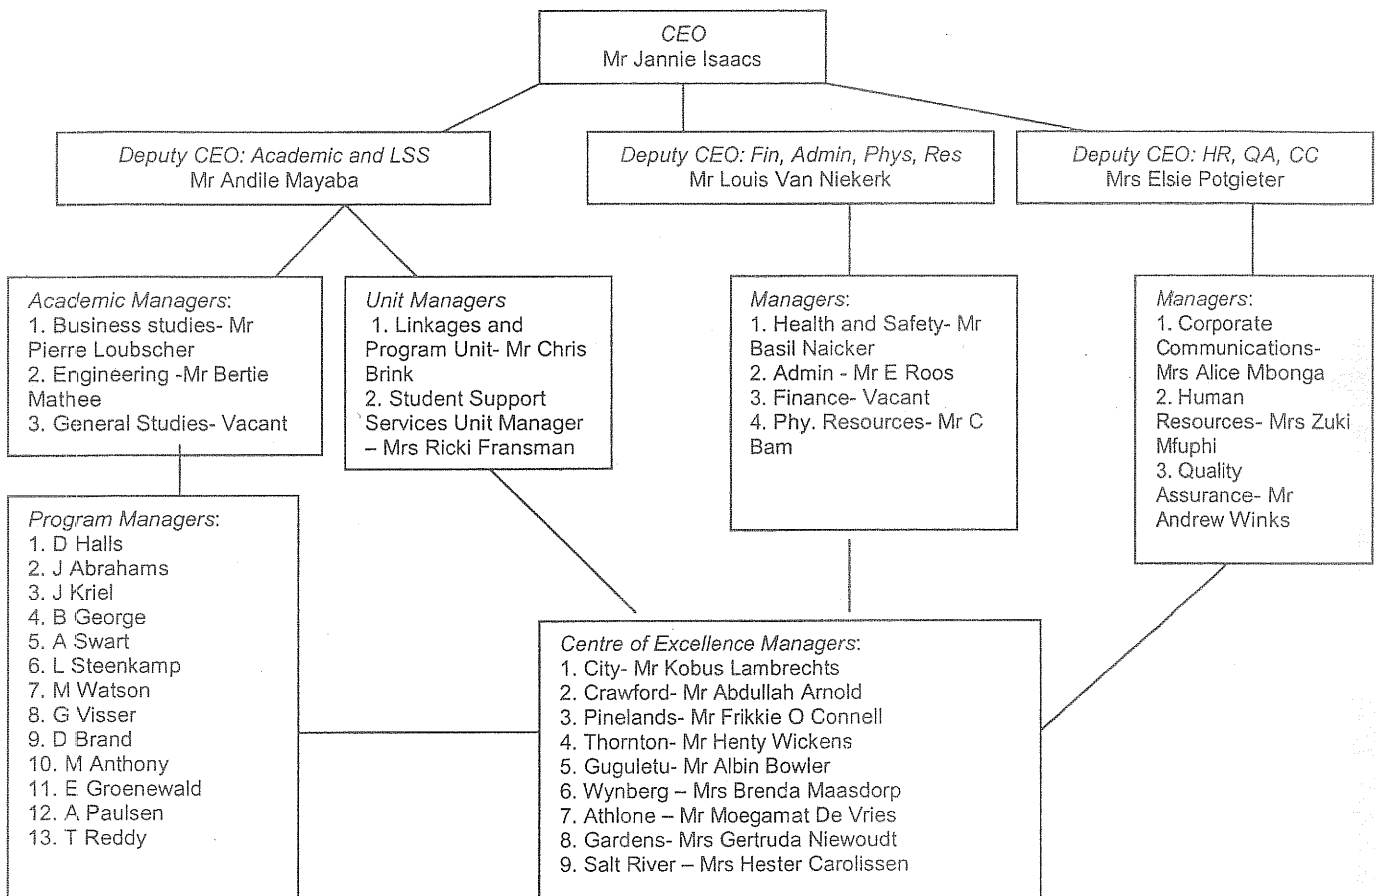 CEO
Mr Jannie Isaacs
Deputy CEO: Academic and LSS
Mr Andile Mayaba
Deputy CEO: Fin, Admin, Phys, Res
Mr Louis Van Niekerk
Deputy CEO: HR, QA, CC
Mrs Elsie Potgieter
Academic Managers:
1. Business studies- Mr
Pierre Loubscher
2. Engineering -Mr Bertie
Mathee
3. General Studies- Vacant
Unit Managers
1. Linkages and
Program Unit- Mr Chris
Brink
2. Student Support
Services Unit Manager
– Mrs Ricki Fransman
Managers:
1. Health and Safety- Mr
Basil Naicker
2. Admin - Mr E Roos
3. Finance- Vacant
4. Phy. Resources- Mr C
Bam
Managers:
1. Corporate
Communications-
Mrs Alice Mbonga
2. Human
Resources- Mrs Zuki
Mfuphi
3. Quality
Assurance- Mr
Andrew Winks
Program Managers:
1. D Halls
2. J Abrahams
3. J Kriel
4. B George
5. A Swart
6. L Steenkamp
7. M Watson
8. G Visser
9. D Brand
10. M Anthony
11. E Groenewald
12. A Paulsen
13. T Reddy
Centre of Excellence Managers:
1. City- Mr Kobus Lambrechts
2. Crawford- Mr Abdullah Arnold
3. Pinelands- Mr Frikkie O Connell
4. Thornton- Mr Henty Wickens
5. Guguletu- Mr Albin Bowler
6. Wynberg – Mrs Brenda Maasdorp
7. Athlone – Mr Moegamat De Vries
8. Gardens- Mrs Gertruda Niewoudt
9. Salt River – Mrs Hester Carolissen